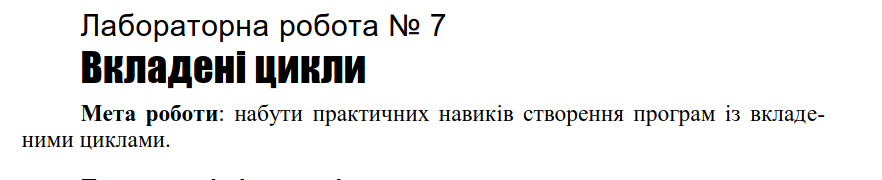 Лабораторна робота № 7
Вкладені цикли
Мета роботи: набути практичних навиків створення програм із вкладе-
ними циклами.